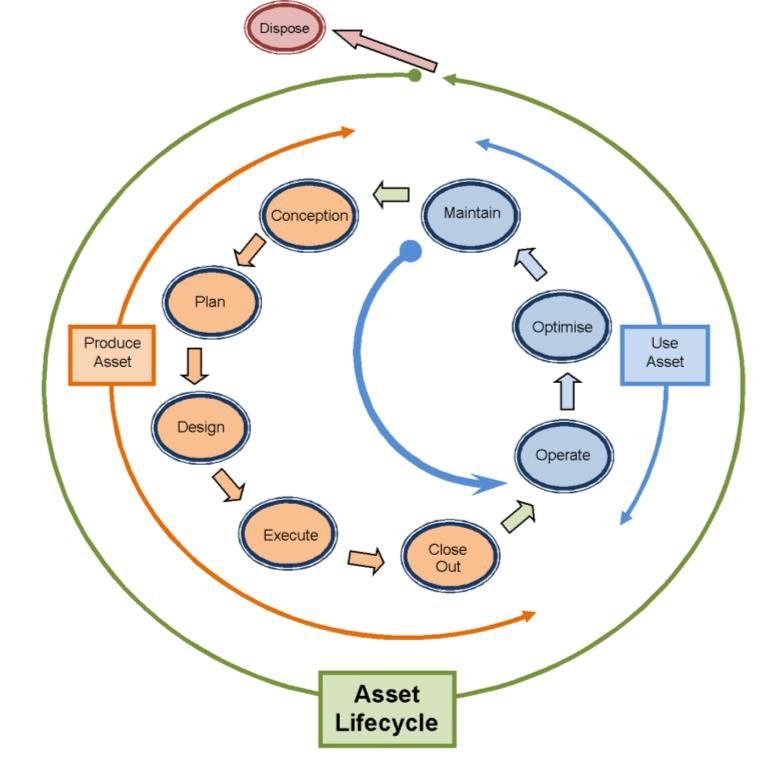 Dispose
Conception
Maintain
Plan
Optimise
Produce
Asset
Use
Asset
Design
Operate
Execute
Close
Out
Asset
Lifecycle